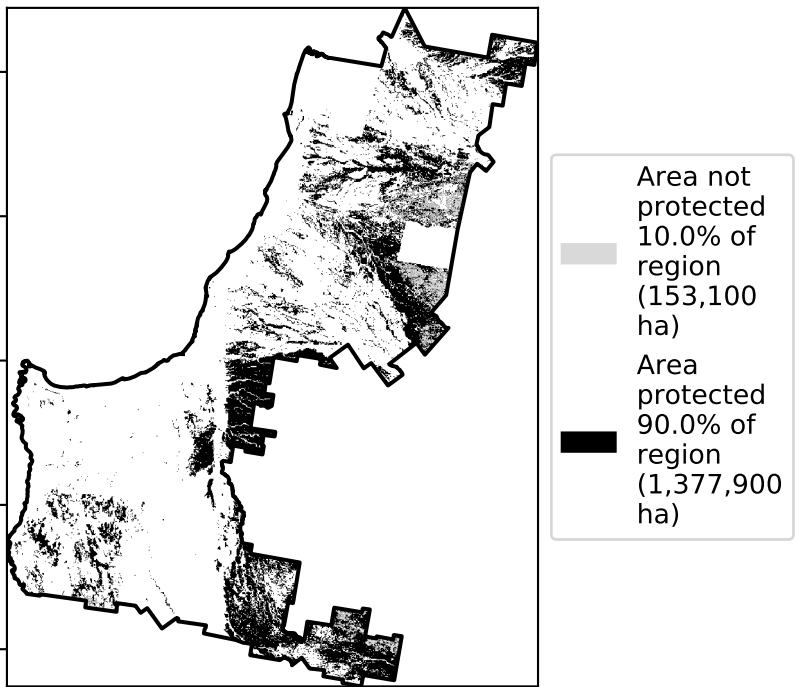 Area not
protected
10.0% of
region
(153,100
ha)
Area
protected
90.0% of
region
(1,377,900
ha)